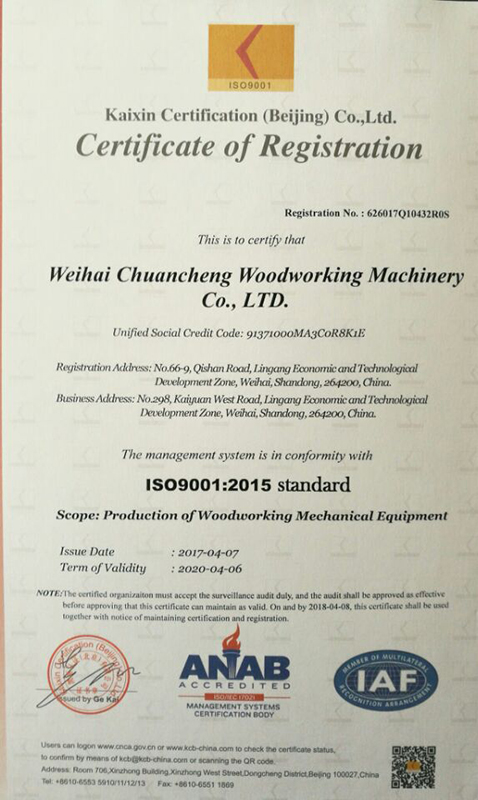 ISO9001
Kaixin Certification (Beijing) Co.,Ltd.
Certificate of Registration
Registration No. : 626017Q10432R0S
This is to certify that
Weihai Chuancheng Woodworking Machinery
Co., LTD.
Unified Social Credit Code: 91371000MA3C0R8K1E
Registration Address: No.66-9, Qishan Road, Lingang Economic and Technological
Development Zone, Weihai, Shandong, 264200, China.
Business Address: No.298, Kaiyuan West Road, Lingang Economic and Technological
Development Zone, Weihai, Shandong, 264200, China.
The management system is in conformity with
ISO9001:2015 standard
Scope: Production of Woodworking Mechanical Equipment
Issue Date : 2017-04-07
Term of Validity : 2020-04-06
NOTE:The certified organizaiton must accept the surveillance audit duly, and the audit shall be approved as effective
before approving that this certificate can maintain as valid. On and by 2018-04-08, this certificate shall be used
together with notice of maintaining certification and registration.
Kaixin Certification (Beijing) Co.,Ltd.
Issued by Ge Kai
ANAB
ACCREDITED
ISO/IEC 17021
MANAGEMENT SYSTEMS
CERTIFICATION BODY
MEMBER OF MULTILATERAL
IAF
RECOGNITION ARRANGEMENT
Users can logon www.cnca.gov.cn or www.kcb-china.com to check the certificate status,
to confirm by means of kcb@kcb-china.com or scanning the QR code.
Address: Room 706,Xinzhong Building,Xinzhong West Street,Dongcheng District,Beijing 100027,China
Tel: +8610-6553 5910/11/12/13 Fax: +8610-6551 1869